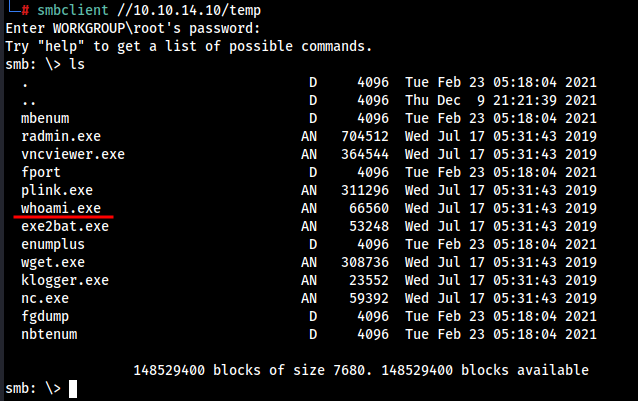 └─# smbclient //10.10.14.10/temp
Enter WORKGROUP\root's password:
Try "help" to get a list of possible commands.
smb: \> ls
  .                                   D     4096  Tue Feb 23 05:18:04 2021
  ..                                  D     4096  Thu Dec  9 21:21:39 2021
  mbenum                              D     4096  Tue Feb 23 05:18:04 2021
  radmin.exe                         AN   704512  Wed Jul 17 05:31:43 2019
  vncviewer.exe                      AN   364544  Wed Jul 17 05:31:43 2019
  fport                               D     4096  Tue Feb 23 05:18:04 2021
  plink.exe                          AN   311296  Wed Jul 17 05:31:43 2019
  whoami.exe                         AN    66560  Wed Jul 17 05:31:43 2019
  exe2bat.exe                        AN    53248  Wed Jul 17 05:31:43 2019
  enumplus                            D     4096  Tue Feb 23 05:18:04 2021
  wget.exe                           AN   308736  Wed Jul 17 05:31:43 2019
  klogger.exe                        AN    23552  Wed Jul 17 05:31:43 2019
  nc.exe                             AN    59392  Wed Jul 17 05:31:43 2019
  fgdump                              D     4096  Tue Feb 23 05:18:04 2021
  nbtenum                             D     4096  Tue Feb 23 05:18:04 2021
                148529400 blocks of size 7680. 148529400 blocks available
smb: \>